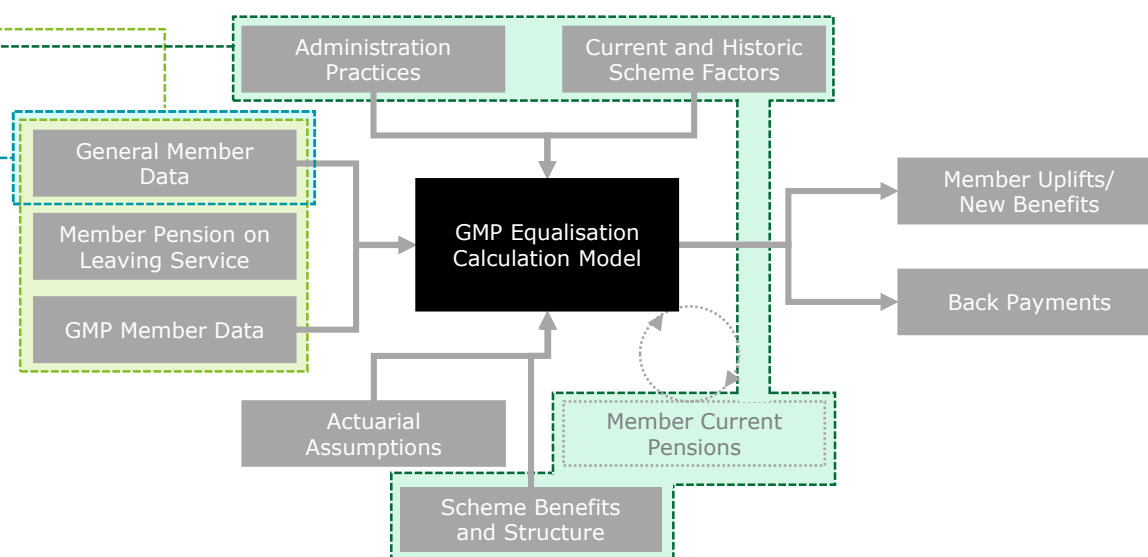 Administration
Practices
Current and Historic
Scheme Factors
General Member
Data
Member Pension on
Leaving Service
GMP Member Data
GMP Equalisation
Calculation Model
Member Uplifts/
New Benefits
Back Payments
Actuarial
Assumptions
Member Current
Pensions
Scheme Benefits
and Structure